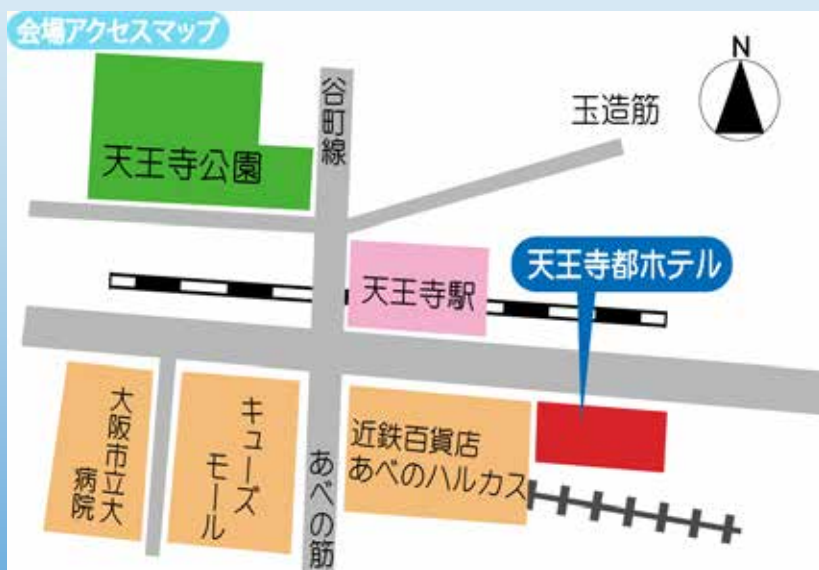 会場アクセスマップ
N
谷町線
玉造筋
天王寺公園
天王寺都ホテル
天王寺駅
大阪市立大
病院
キューズ
モール
あべの筋
近鉄百貨店
あべのハルカス